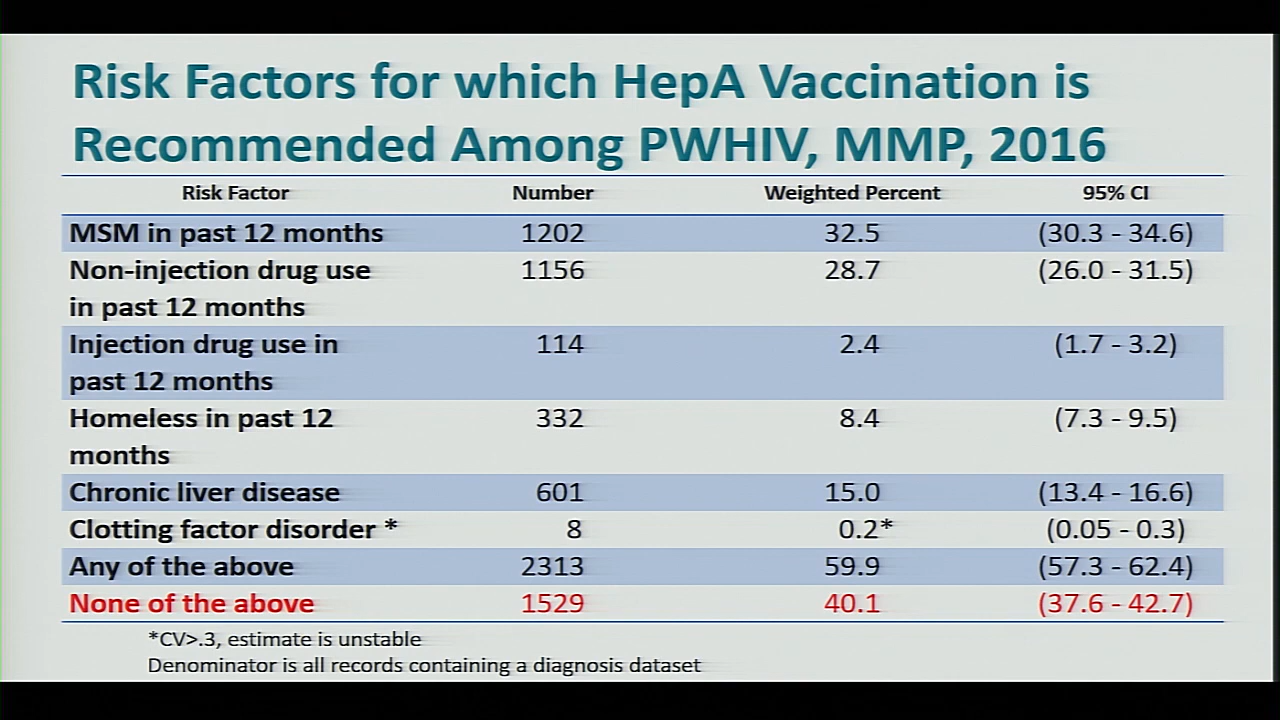 Risk Factors for which HepA Vaccination is
Recommended Among PWHIV, MMP, 2016
Risk Factor Number Weighted Percent 95% CI
MSM in past 12 months 1202 32.5 (30.3 - 34.6)
Non-injection drug use 1156 28.7 (26.0 - 31.5)
in past 12 months
Injection drug use in 114 2.4 (1.7 - 3.2)
past 12 months
Homeless in past 12 332 8.4 (7.3 - 9.5)
months
Chronic liver disease 601 15.0 (13.4 - 16.6)
Clotting factor disorder * 8 0.2* (0.05 - 0.3)
Any of the above 2313 59.9 (57.3 - 62.4)
None of the above 1529 40.1 (37.6 - 42.7)
*CV>.3, estimate is unstable
Denominator is all records containing a diagnosis dataset